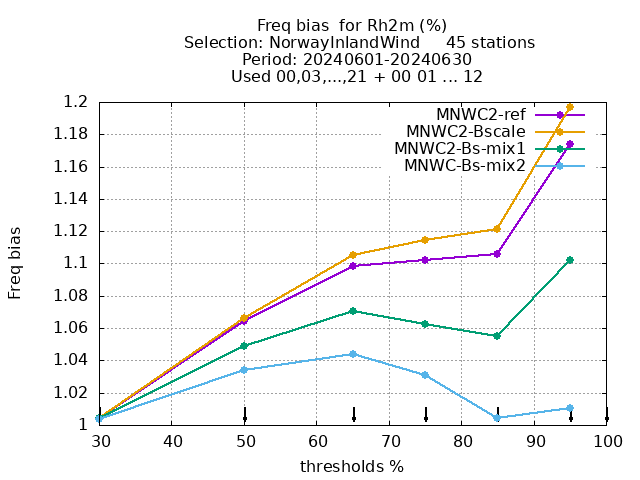 Freq bias  for Rh2m (%)
Selection: NorwayInlandWind     45 stations
Period: 20240601-20240630
Used 00,03,...,21 + 00 01 ... 12
MNWC2-ref
MNWC2-Bscale
MNWC2-Bs-mix1
MNWC-Bs-mix2
Freq bias
1.2
1.18
1.16
1.14
1.12
1.1
1.08
1.06
1.04
1.02
1
30 40 50 60 70 80 90 100
thresholds %